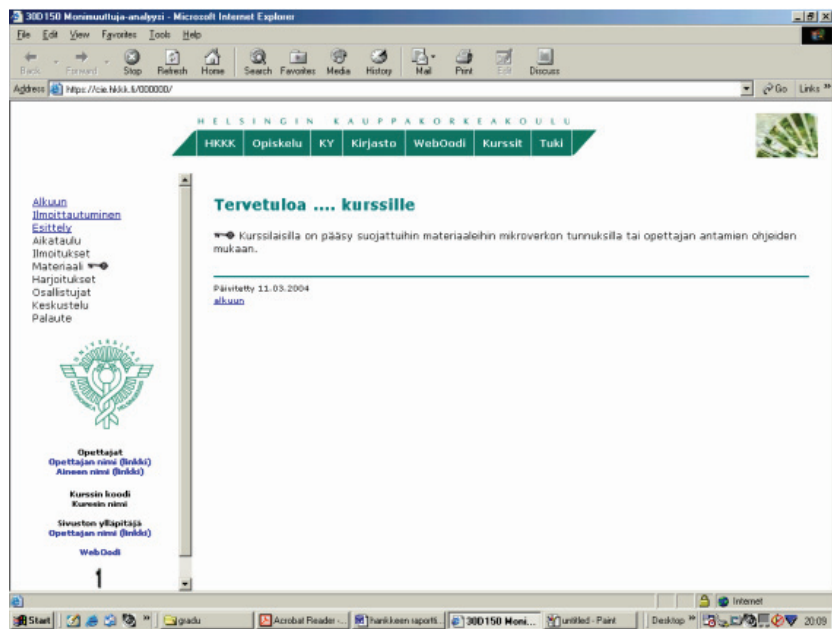 30D150 Monimuuttuja-analyysi - Microsoft Internet Explorer
File Edit View Favorites Tools Help
Back Forward Stop Refresh Home Search Favorites Media History Mail Print Edit Discuss
Address https://cie.hkkk.fi/000000/ Go Links »
HELSINGIN KAUPPAKORKEAKOULU
HKKK Opiskelu KY Kirjasto WebOodi Kurssit Tuki
Alkuun
Ilmoittautuminen
Esittely
Aikataulu
Ilmoitukset
Materiaali
Harjoitukset
Osallistujat
Keskustelu
Palaute
Opettajat
Opettajan nimi (linkki)
Aineen nimi (linkki)
Kurssin koodi
Kurssin nimi
Sivuston ylläpitäjä
Opettajan nimi (linkki)
WebOodi
1
Tervetuloa .... kurssille
Kurssilaisilla on pääsy suojattuihin materiaaleihin mikroverkon tunnuksilla tai opettajan antamien ohjeiden
mukaan.
Päivitetty 11.03.2004
alkuun
Internet
Start » gradu Acrobat Reader -... hankkeen raportti... 30D150 Moni... untitled - Paint Desktop » 20:09